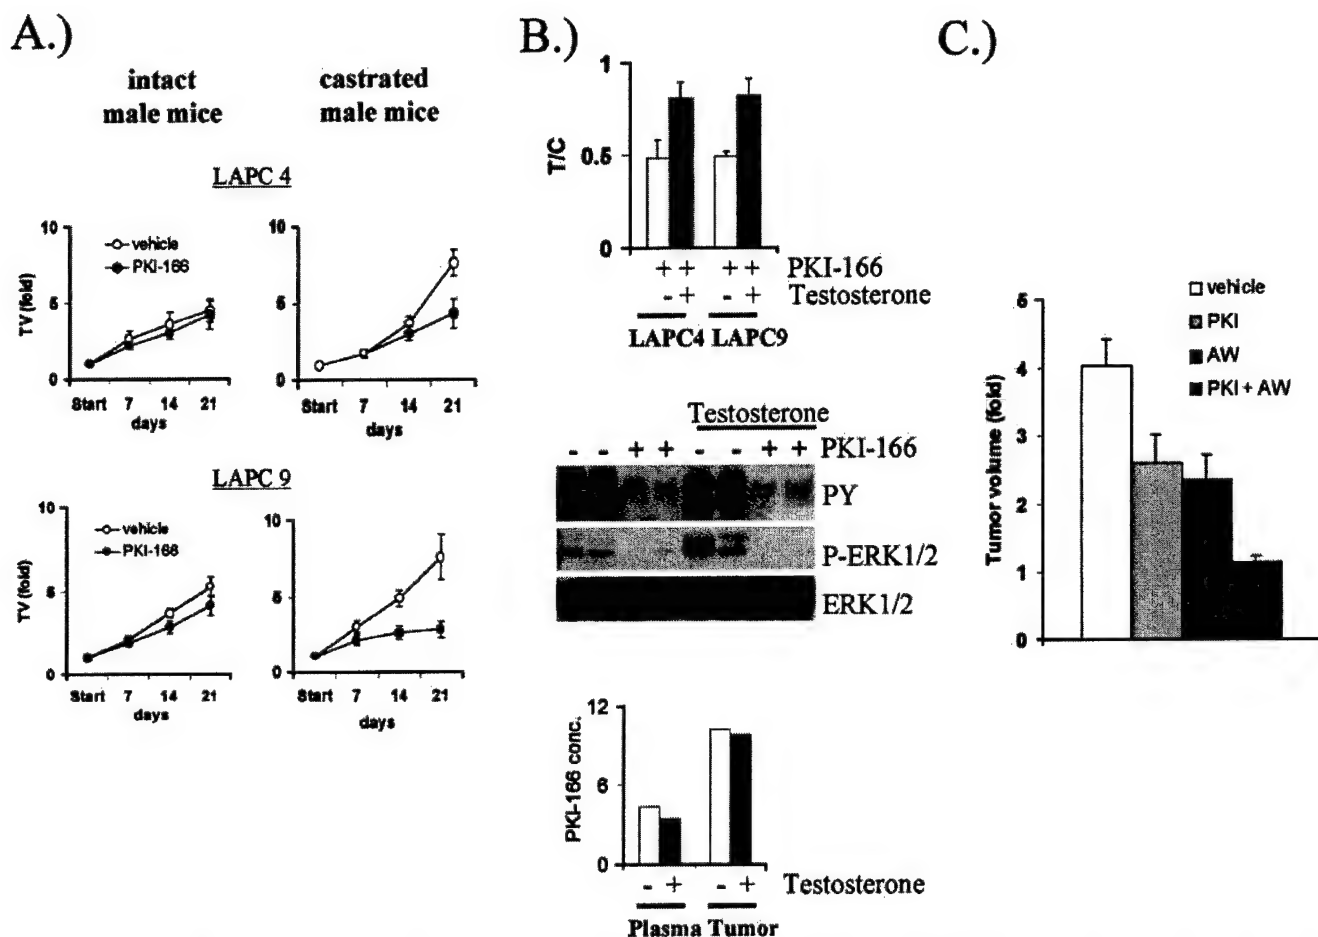 A.)
intact
male mice
castrated
male mice
LAPC 4
10
5
0
TV (fold)
vehicle
PKI-166
Start 7 14 21
days
10
5
0
Start 7 14 21
days
LAPC 9
10
5
0
TV (fold)
vehicle
PKI-166
Start 7 14 21
days
10
5
0
Start 7 14 21
days
B.)
1
0.5
0
T/C
+ + + + PKI-166
- + - + Testosterone
LAPC4 LAPC9
Testosterone
- - + + - - + + PKI-166
PY
P-ERK1/2
ERK1/2
12
6
0
PKI-166 conc.
- + - + Testosterone
Plasma Tumor
C.)
vehicle
PKI
AW
PKI + AW
5
4
3
2
1
0
Tumor volume (fold)